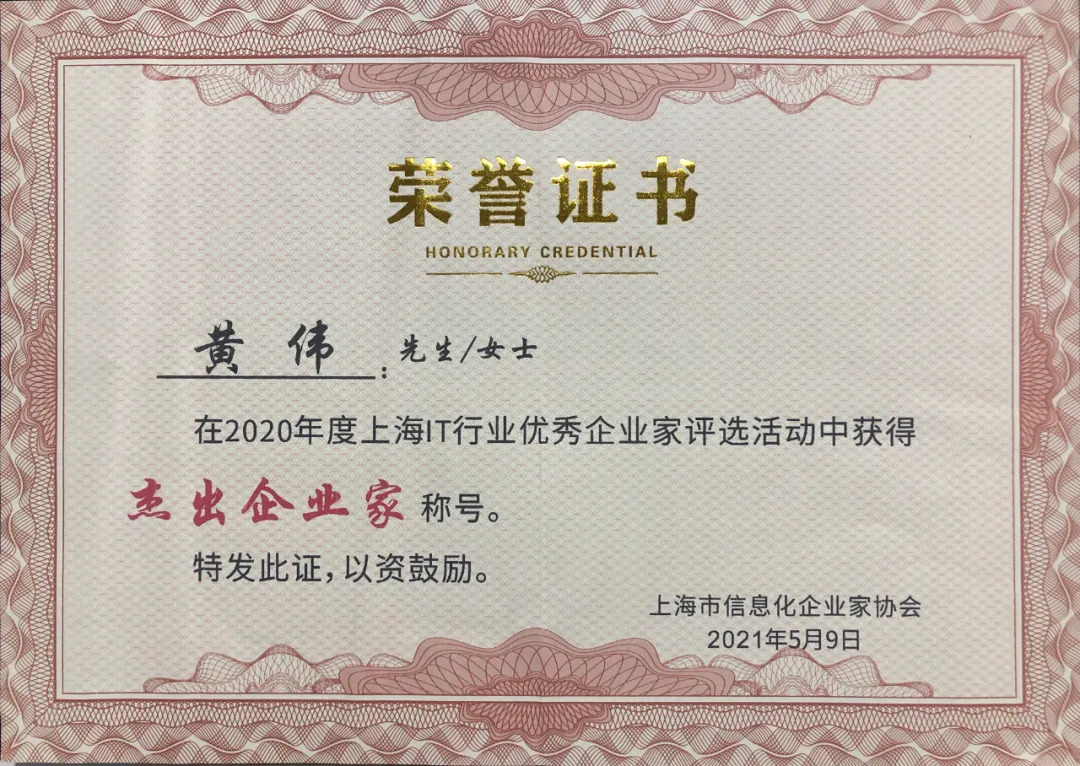 荣誉证书
HONORARY CREDENTIAL
黄 伟 : 先生/女士
在2020年度上海IT行业优秀企业家评选活动中获得
杰出企业家 称号。
特发此证,以资鼓励。
上海市信息化企业家协会
2021年5月9日